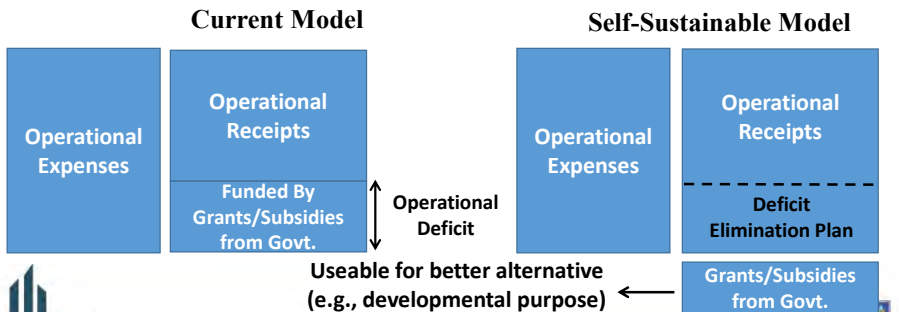 Current Model
Self-Sustainable Model
Operational
Expenses
Operational
Receipts
Funded By
Grants/Subsidies
from Govt.
Operational
Deficit
Operational
Expenses
Operational
Receipts
Deficit
Elimination Plan
Useable for better alternative
(e.g., developmental purpose)
Grants/Subsidies
from Govt.